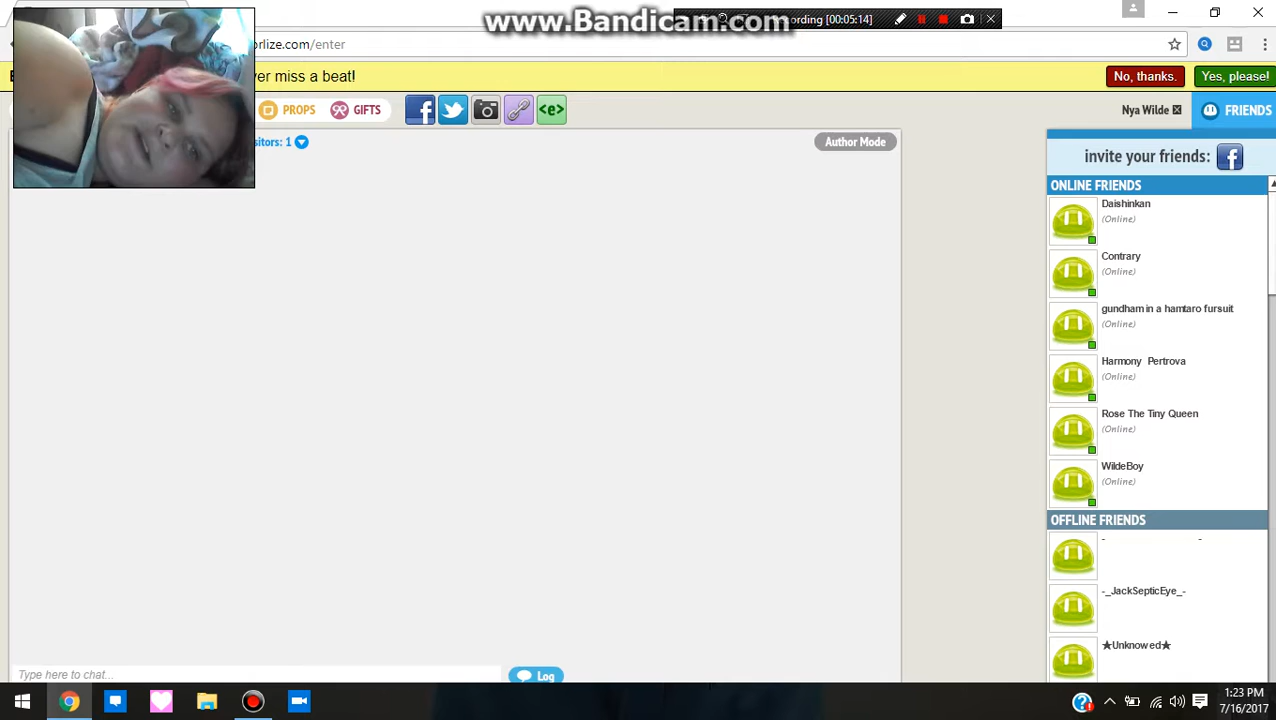 www.Bandicam.com
cording [00:05:14]
orlize.com/enter
ver miss a beat!
No, thanks.
Yes, please!
PROPS
GIFTS
<e>
Nya Wilde
FRIENDS
sitors: 1
Author Mode
invite your friends:
ONLINE FRIENDS
Daishinkan
(Online)
Contrary
(Online)
gundham in a hamtaro fursuit
(Online)
Harmony Pertrova
(Online)
Rose The Tiny Queen
(Online)
WildeBoy
(Online)
OFFLINE FRIENDS
- -
-_JackSepticEye_-
★Unknowed★
Type here to chat...
Log
1:23 PM
7/16/2017